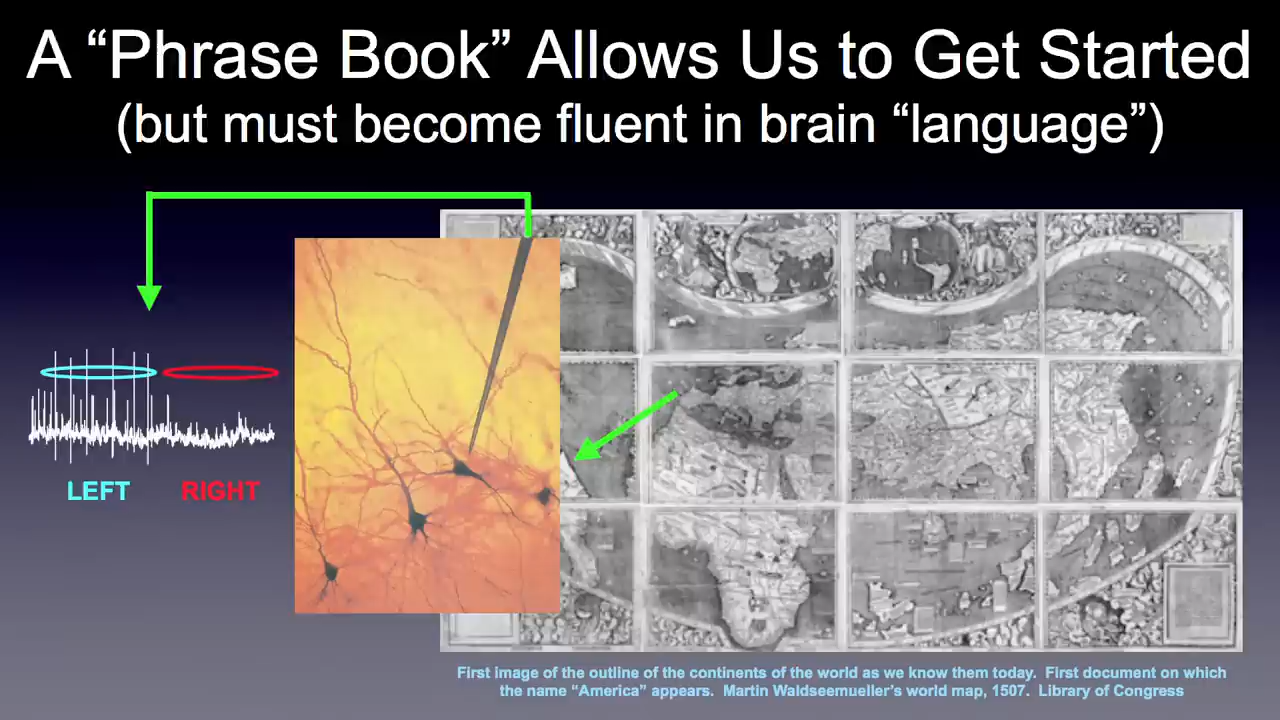 A “Phrase Book” Allows Us to Get Started
(but must become fluent in brain “language”)
LEFT
RIGHT
First image of the outline of the continents of the world as we know them today.  First document on which
the name “America” appears.  Martin Waldseemueller’s world map, 1507.  Library of Congress